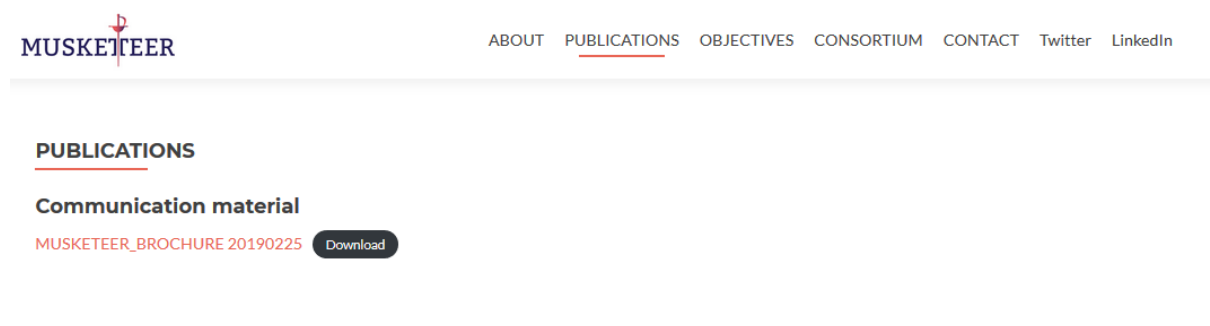 MUSKETEER
ABOUT PUBLICATIONS OBJECTIVES CONSORTIUM CONTACT Twitter LinkedIn
PUBLICATIONS
Communication material
MUSKETEER_BROCHURE 20190225 Download